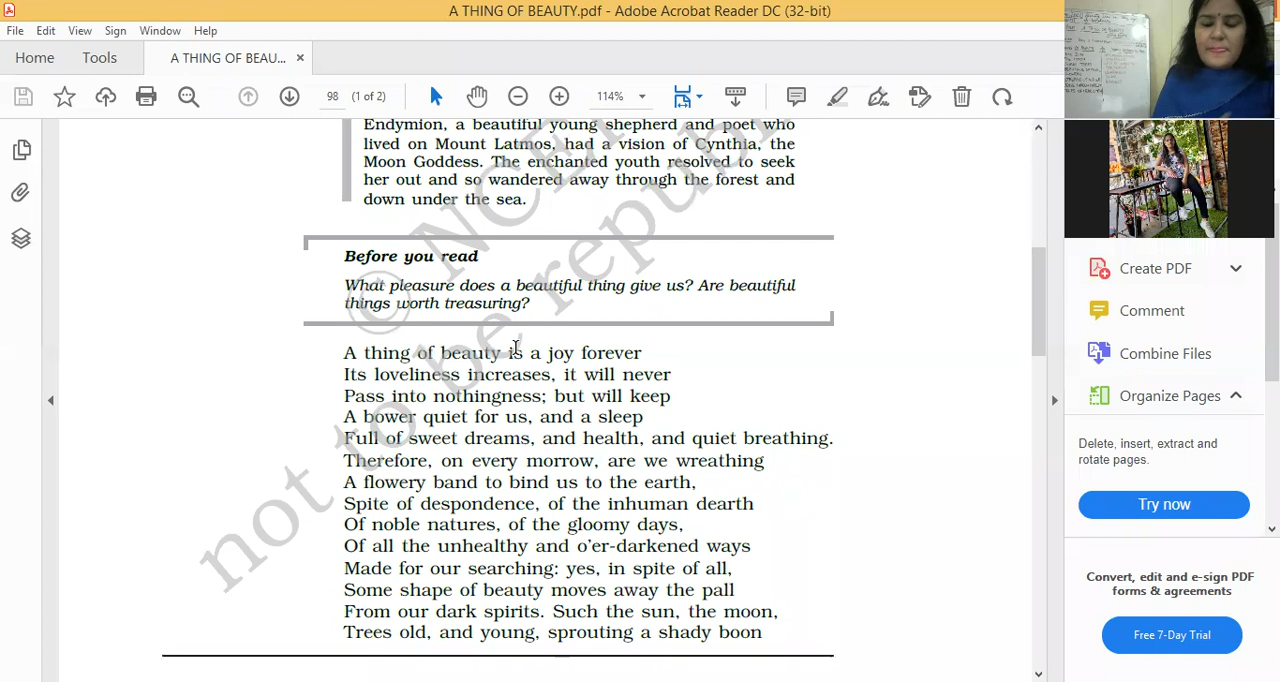 A THING OF BEAUTY.pdf - Adobe Acrobat Reader DC (32-bit)
File Edit View Sign Window Help
Home Tools A THING OF BEAU... ×
98 (1 of 2) 114%
Endymion, a beautiful young shepherd and poet who
lived on Mount Latmos, had a vision of Cynthia, the
Moon Goddess. The enchanted youth resolved to seek
her out and so wandered away through the forest and
down under the sea.
Before you read
What pleasure does a beautiful thing give us? Are beautiful
things worth treasuring?
A thing of beauty is a joy forever
Its loveliness increases, it will never
Pass into nothingness; but will keep
A bower quiet for us, and a sleep
Full of sweet dreams, and health, and quiet breathing.
Therefore, on every morrow, are we wreathing
A flowery band to bind us to the earth,
Spite of despondence, of the inhuman dearth
Of noble natures, of the gloomy days,
Of all the unhealthy and o'er-darkened ways
Made for our searching: yes, in spite of all,
Some shape of beauty moves away the pall
From our dark spirits. Such the sun, the moon,
Trees old, and young, sprouting a shady boon
© NCE
not to be republ
Create PDF
Comment
Combine Files
Organize Pages
Delete, insert, extract and
rotate pages.
Try now
Convert, edit and e-sign PDF
forms & agreements
Free 7-Day Trial